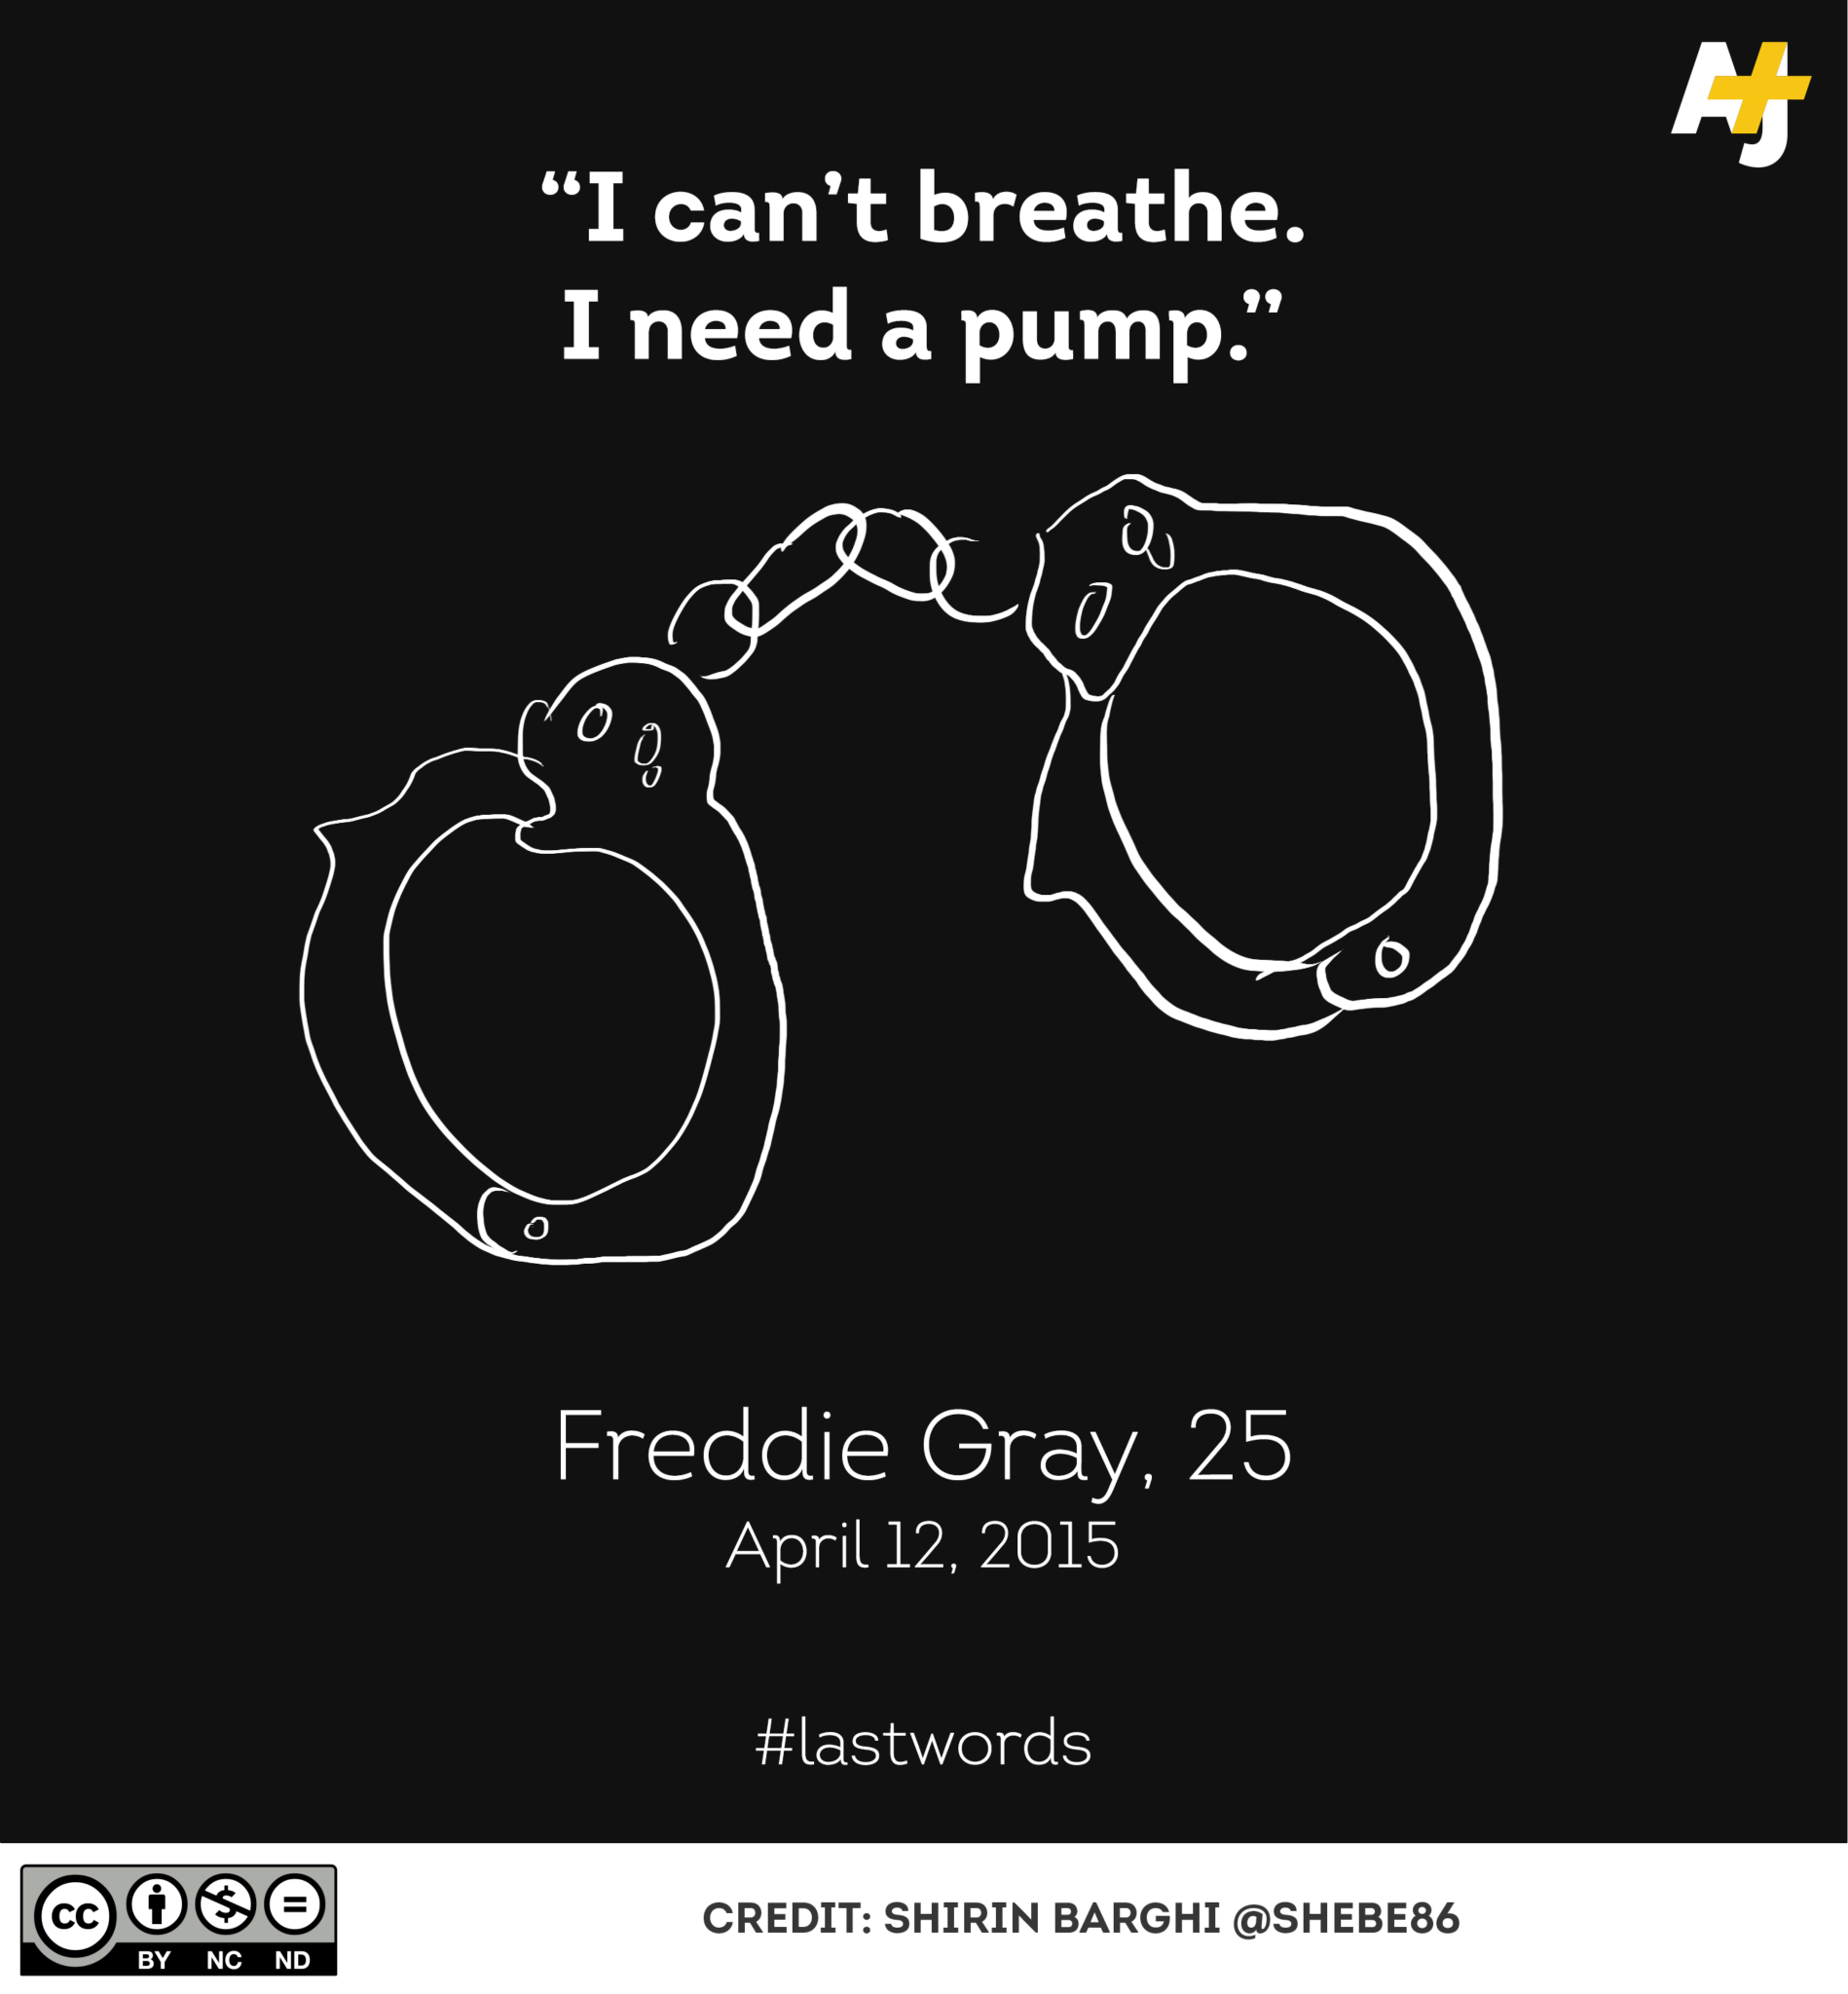 AJ+
“I can’t breathe.
I need a pump.”
Freddie Gray, 25
April 12, 2015
#lastwords
cc
BY NC ND
CREDIT: SHIRIN BARGHI @SHEBE86